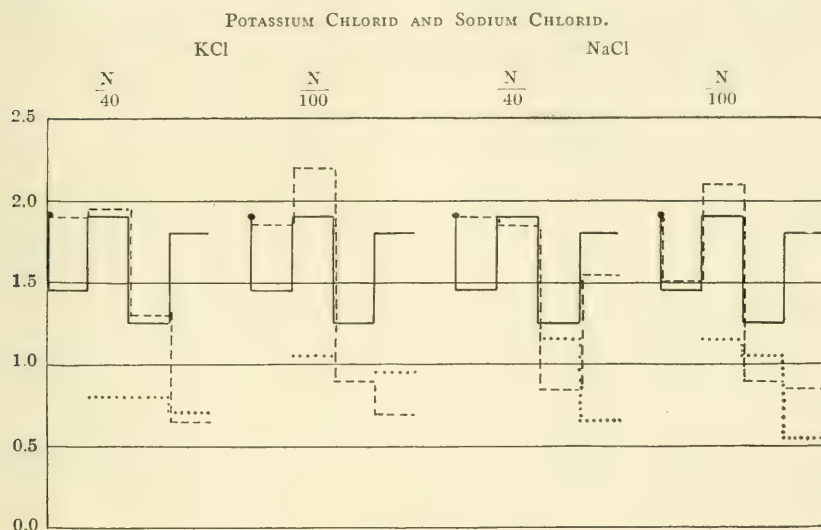 POTASSIUM CHLORID AND SODIUM CHLORID.
KCl NaCl
N/40 N/100 N/40 N/100
2.5
2.0
1.5
1.0
0.5
0.0